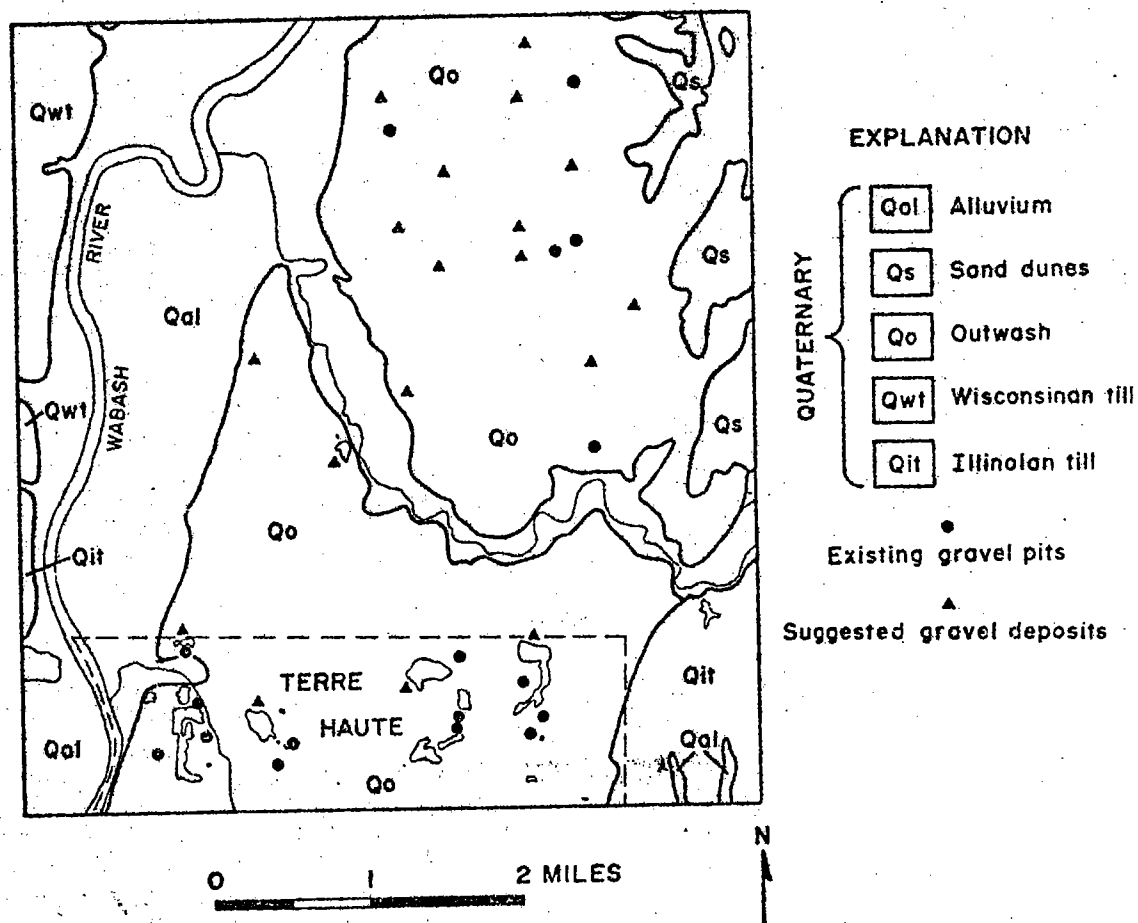 Qo
Qs
Qwt
RIVER
Qal
Qs
WABASH
Qwt
Qo
Qs
Qo
Qit
TERRE
HAUTE
Qit
Qal
Qal
Qo
EXPLANATION
QUATERNARY
Qal Alluvium
Qs Sand dunes
Qo Outwash
Qwt Wisconsinan till
Qit Illinoian till
Existing gravel pits
Suggested gravel deposits
0 1 2 MILES
N